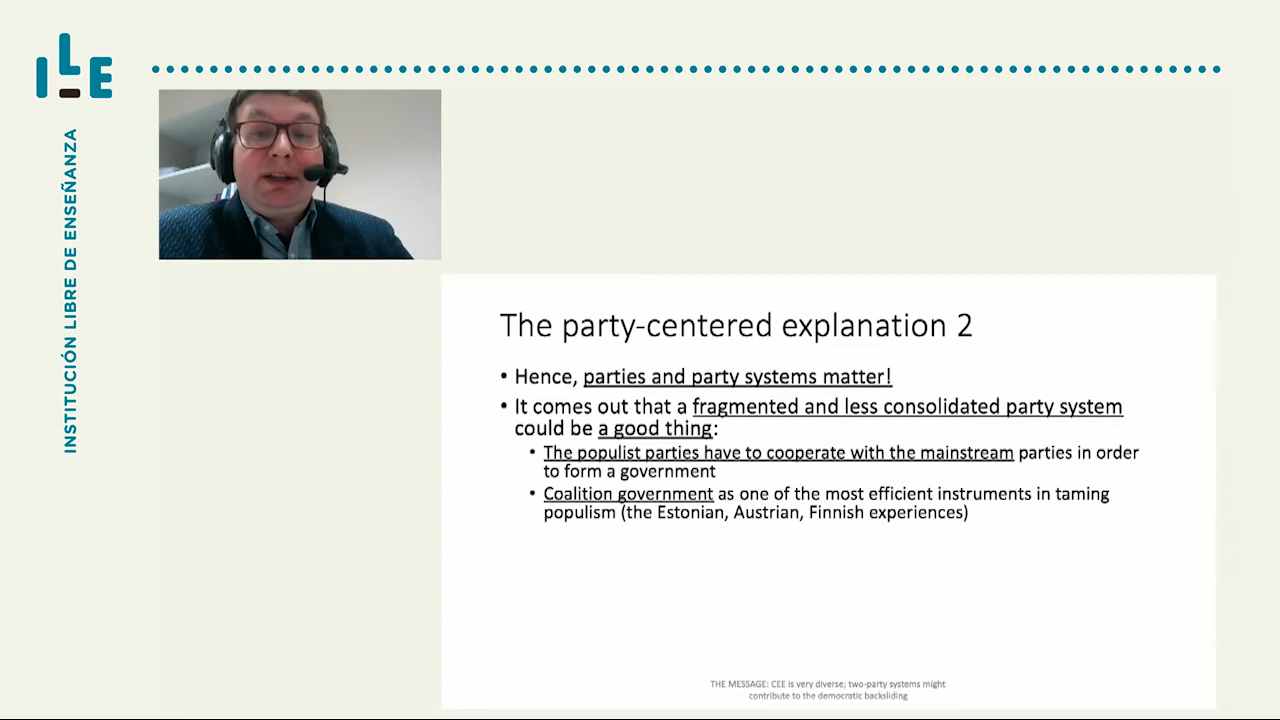 ILE
INSTITUCIÓN LIBRE DE ENSEÑANZA
The party-centered explanation 2
• Hence, parties and party systems matter!
• It comes out that a fragmented and less consolidated party system
could be a good thing:
• The populist parties have to cooperate with the mainstream parties in order
to form a government
• Coalition government as one of the most efficient instruments in taming
populism (the Estonian, Austrian, Finnish experiences)
THE MESSAGE: CEE is very diverse; two-party systems might
contribute to the democratic backsliding